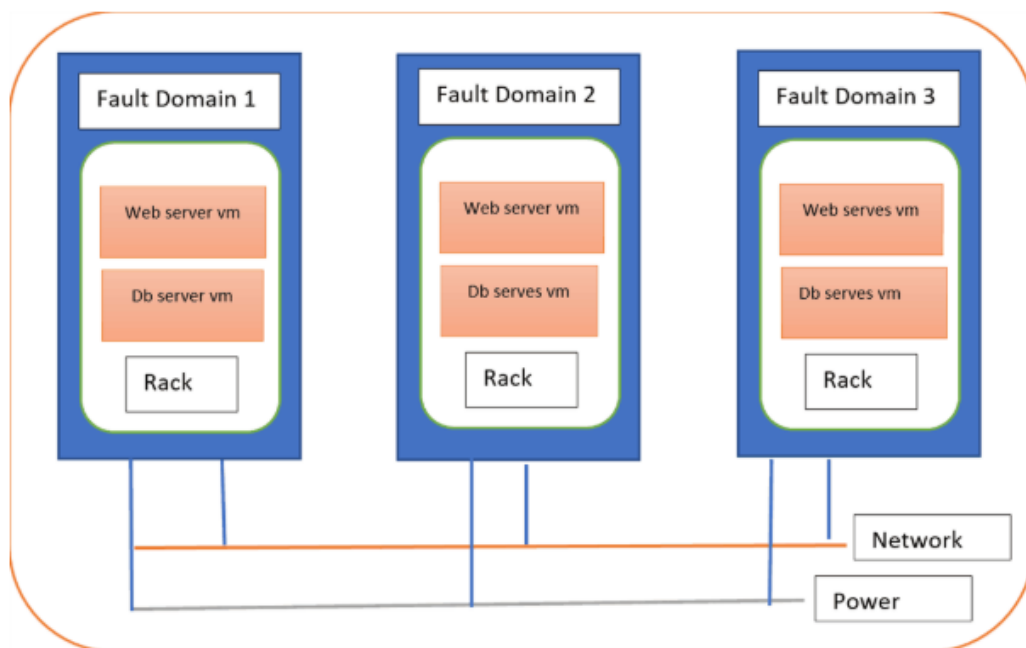 Fault Domain 1
Web server vm
Db server vm
Rack
Fault Domain 2
Web server vm
Db serves vm
Rack
Fault Domain 3
Web serves vm
Db serves vm
Rack
Network
Power